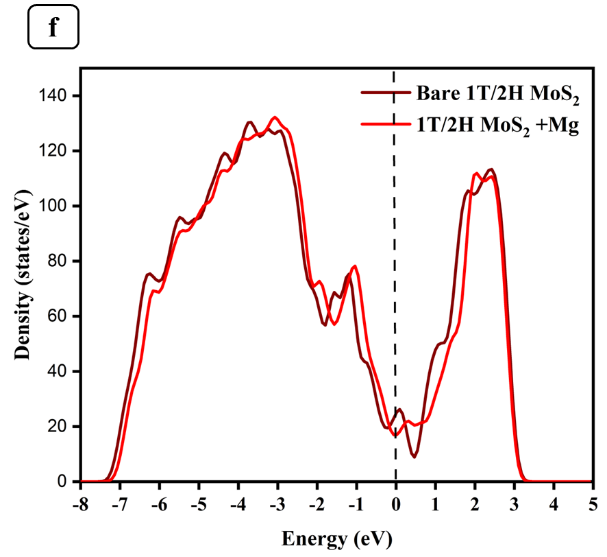 f
Bare 1T/2H MoS₂
1T/2H MoS₂ +Mg
Density (states/eV)
140
120
100
80
60
40
20
0
-8 -7 -6 -5 -4 -3 -2 -1 0 1 2 3 4 5
Energy (eV)